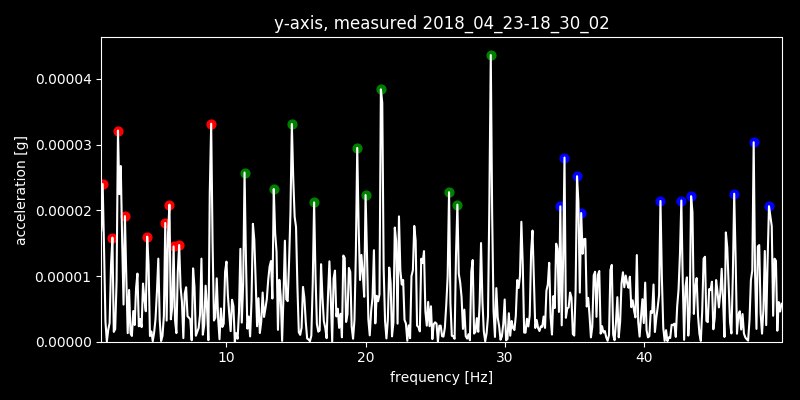 y-axis, measured 2018_04_23-18_30_02
0.00004
0.00003
0.00002
0.00001
0.00000
acceleration [g]
10 20 30 40
frequency [Hz]